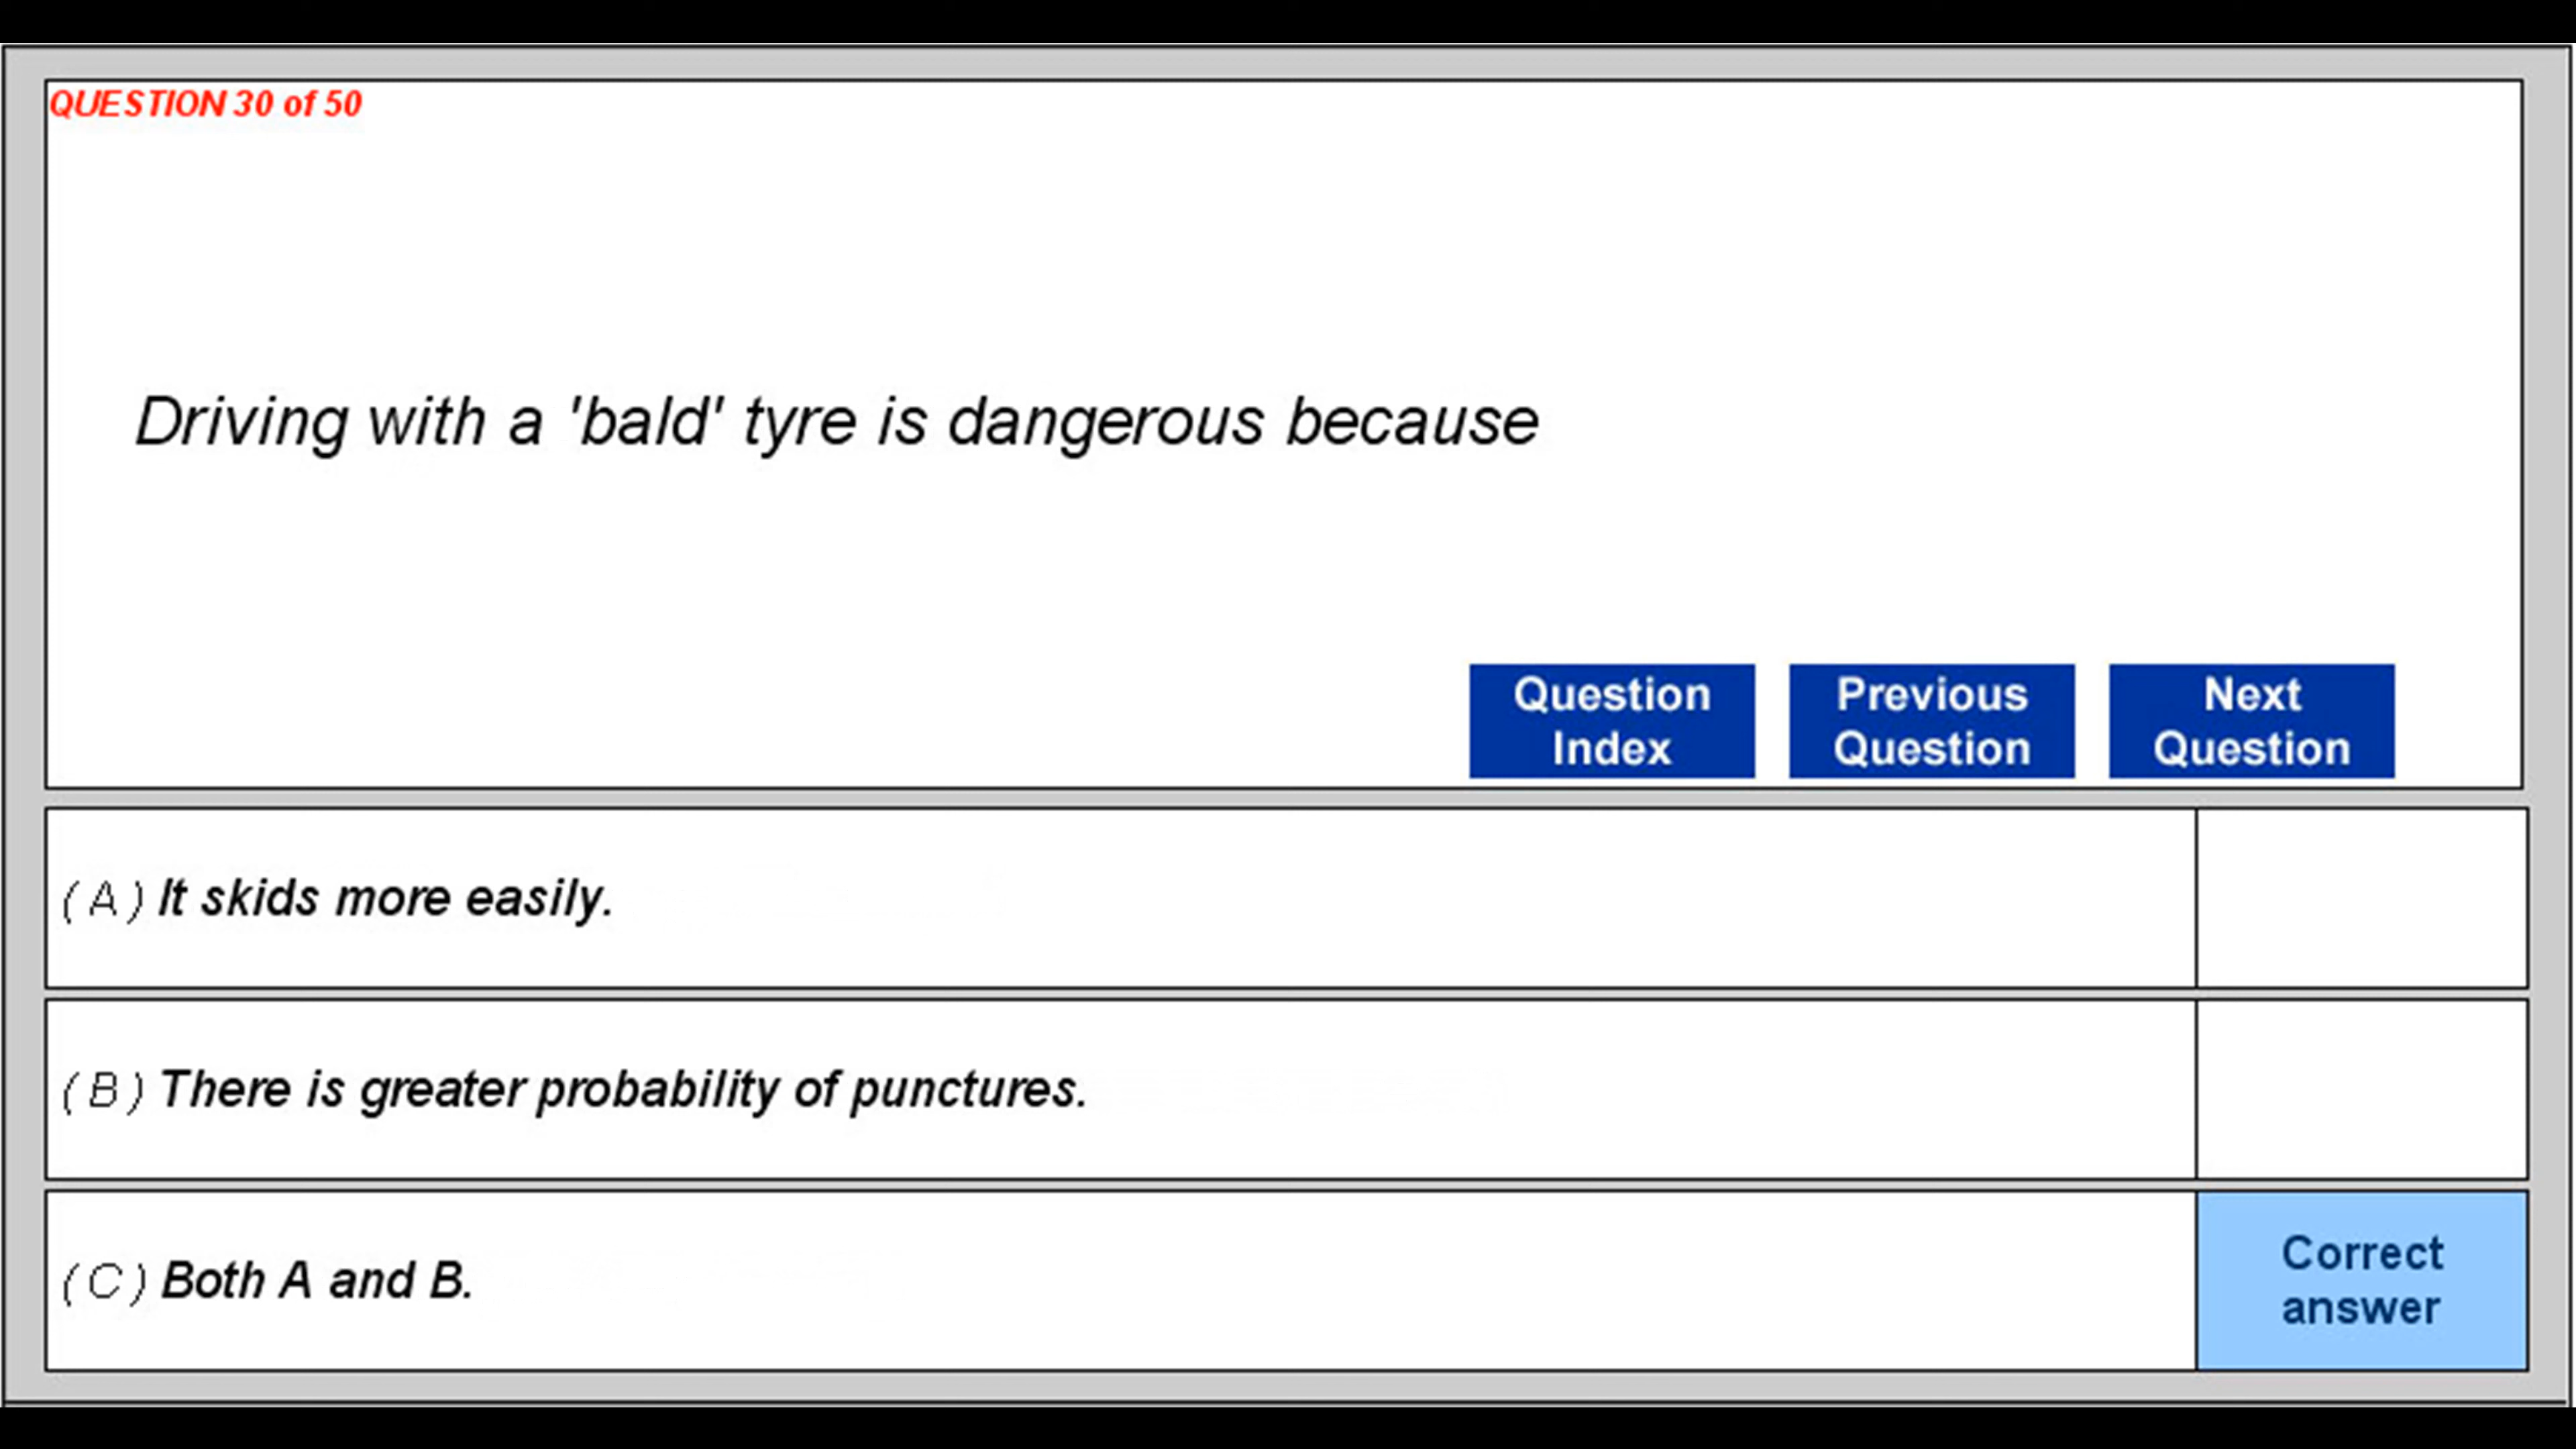 QUESTION 30 of 50
Driving with a 'bald' tyre is dangerous because
Question
Index
Previous
Question
Next
Question
(A) It skids more easily.
(B) There is greater probability of punctures.
(C) Both A and B.
Correct
answer